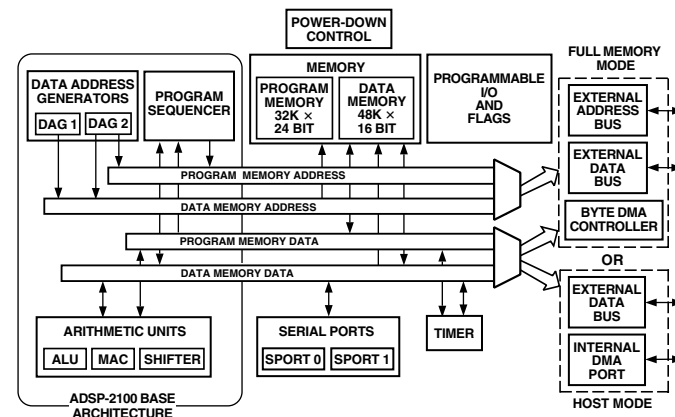 POWER-DOWN
CONTROL
FULL MEMORY
MODE
DATA ADDRESS
GENERATORS
DAG 1
DAG 2
PROGRAM
SEQUENCER
MEMORY
PROGRAM
MEMORY
32K ×
24 BIT
DATA
MEMORY
48K ×
16 BIT
PROGRAMMABLE
I/O
AND
FLAGS
EXTERNAL
ADDRESS
BUS
EXTERNAL
DATA
BUS
BYTE DMA
CONTROLLER
PROGRAM MEMORY ADDRESS
DATA MEMORY ADDRESS
PROGRAM MEMORY DATA
DATA MEMORY DATA
OR
EXTERNAL
DATA
BUS
INTERNAL
DMA
PORT
HOST MODE
ARITHMETIC UNITS
ALU
MAC
SHIFTER
SERIAL PORTS
SPORT 0
SPORT 1
TIMER
ADSP-2100 BASE
ARCHITECTURE